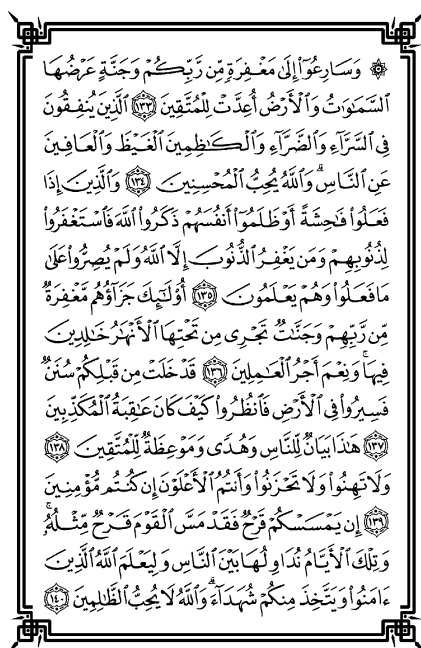 ۞ وَسَارِعُوٓا۟ إِلَىٰ مَغْفِرَةٍ مِّن رَّبِّكُمْ وَجَنَّةٍ عَرْضُهَا
ٱلسَّمَٰوَٰتُ وَٱلْأَرْضُ أُعِدَّتْ لِلْمُتَّقِينَ ١٣٣ ٱلَّذِينَ يُنفِقُونَ
فِى ٱلسَّرَّآءِ وَٱلضَّرَّآءِ وَٱلْكَٰظِمِينَ ٱلْغَيْظَ وَٱلْعَافِينَ
عَنِ ٱلنَّاسِ ۗ وَٱللَّهُ يُحِبُّ ٱلْمُحْسِنِينَ ١٣٤ وَٱلَّذِينَ إِذَا
فَعَلُوا۟ فَٰحِشَةً أَوْ ظَلَمُوٓا۟ أَنفُسَهُمْ ذَكَرُوا۟ ٱللَّهَ فَٱسْتَغْفَرُوا۟
لِذُنُوبِهِمْ وَمَن يَغْفِرُ ٱلذُّنُوبَ إِلَّا ٱللَّهُ وَلَمْ يُصِرُّوا۟ عَلَىٰ
مَا فَعَلُوا۟ وَهُمْ يَعْلَمُونَ ١٣٥ أُو۟لَٰٓئِكَ جَزَآؤُهُم مَّغْفِرَةٌ
مِّن رَّبِّهِمْ وَجَنَّٰتٌ تَجْرِى مِن تَحْتِهَا ٱلْأَنْهَٰرُ خَٰلِدِينَ
فِيهَا ۚ وَنِعْمَ أَجْرُ ٱلْعَٰمِلِينَ ١٣٦ قَدْ خَلَتْ مِن قَبْلِكُمْ سُنَنٌ
فَسِيرُوا۟ فِى ٱلْأَرْضِ فَٱنظُرُوا۟ كَيْفَ كَانَ عَٰقِبَةُ ٱلْمُكَذِّبِينَ
١٣٧ هَٰذَا بَيَانٌ لِّلنَّاسِ وَهُدًى وَمَوْعِظَةٌ لِّلْمُتَّقِينَ ١٣٨
وَلَا تَهِنُوا۟ وَلَا تَحْزَنُوا۟ وَأَنتُمُ ٱلْأَعْلَوْنَ إِن كُنتُم مُّؤْمِنِينَ
١٣٩ إِن يَمْسَسْكُمْ قَرْحٌ فَقَدْ مَسَّ ٱلْقَوْمَ قَرْحٌ مِّثْلُهُۥ ۚ
وَتِلْكَ ٱلْأَيَّامُ نُدَاوِلُهَا بَيْنَ ٱلنَّاسِ وَلِيَعْلَمَ ٱللَّهُ ٱلَّذِينَ
ءَامَنُوا۟ وَيَتَّخِذَ مِنكُمْ شُهَدَآءَ ۗ وَٱللَّهُ لَا يُحِبُّ ٱلظَّٰلِمِينَ ١٤٠